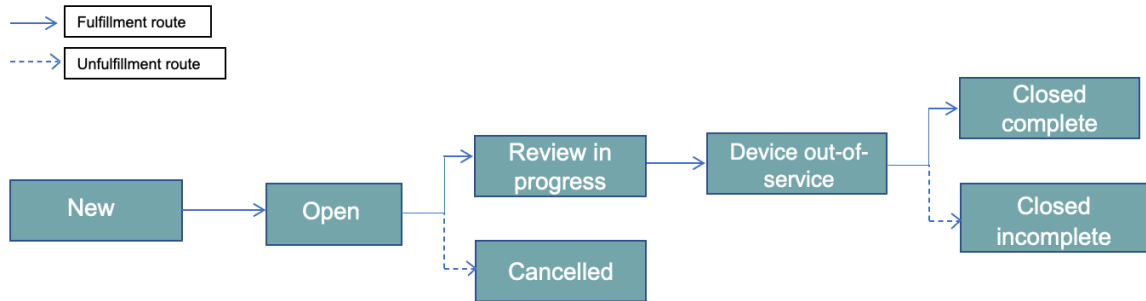 Fulfillment route
Unfulfillment route
New
Open
Review in
progress
Cancelled
Device out-of-
service
Closed
complete
Closed
incomplete